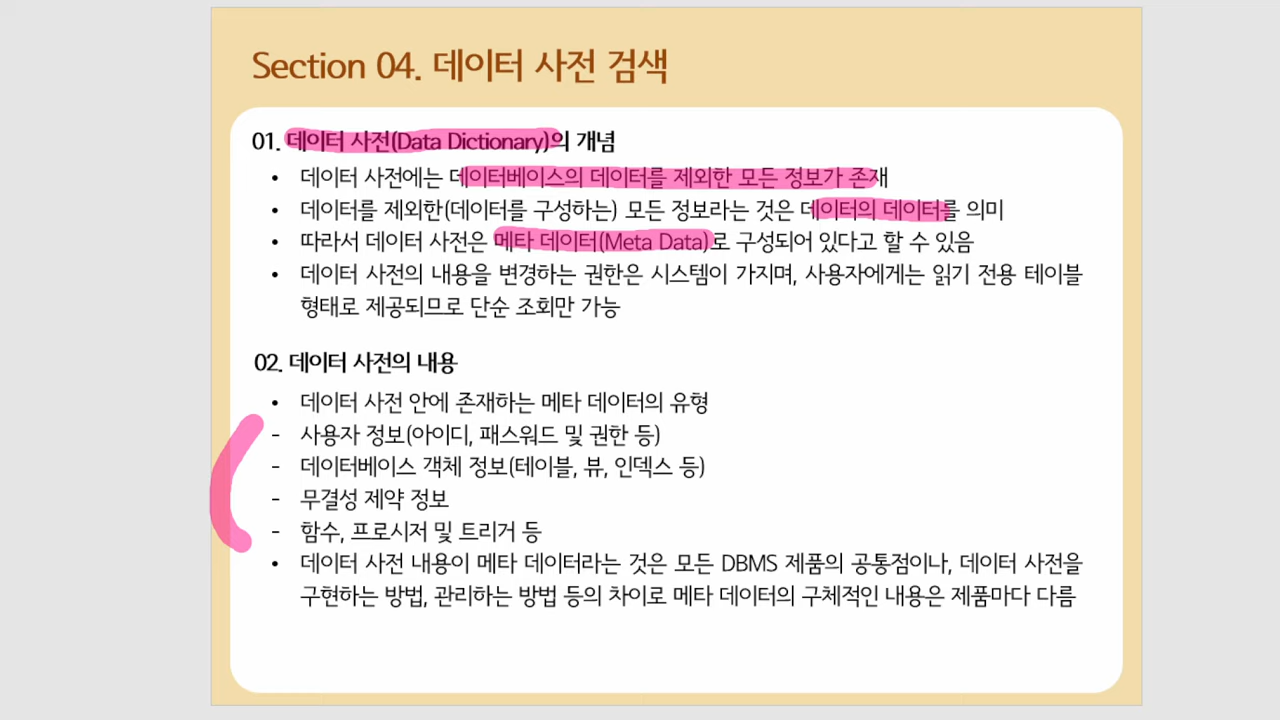 Section 04. 데이터 사전 검색
01. 데이터 사전(Data Dictionary)의 개념
• 데이터 사전에는 데이터베이스의 데이터를 제외한 모든 정보가 존재
• 데이터를 제외한(데이터를 구성하는) 모든 정보라는 것은 데이터의 데이터를 의미
• 따라서 데이터 사전은 메타 데이터(Meta Data)로 구성되어 있다고 할 수 있음
• 데이터 사전의 내용을 변경하는 권한은 시스템이 가지며, 사용자에게는 읽기 전용 테이블
형태로 제공되므로 단순 조회만 가능
02. 데이터 사전의 내용
• 데이터 사전 안에 존재하는 메타 데이터의 유형
- 사용자 정보(아이디, 패스워드 및 권한 등)
- 데이터베이스 객체 정보(테이블, 뷰, 인덱스 등)
- 무결성 제약 정보
- 함수, 프로시저 및 트리거 등
• 데이터 사전 내용이 메타 데이터라는 것은 모든 DBMS 제품의 공통점이나, 데이터 사전을
구현하는 방법, 관리하는 방법 등의 차이로 메타 데이터의 구체적인 내용은 제품마다 다름